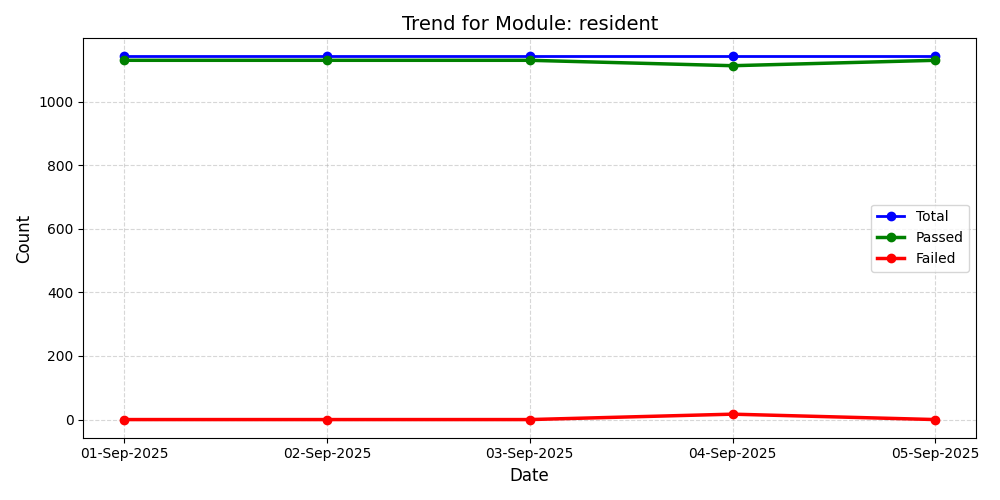 Trend for Module: resident
Count
1000
800
600
400
200
0
Total
Passed
Failed
01-Sep-2025 02-Sep-2025 03-Sep-2025 04-Sep-2025 05-Sep-2025
Date